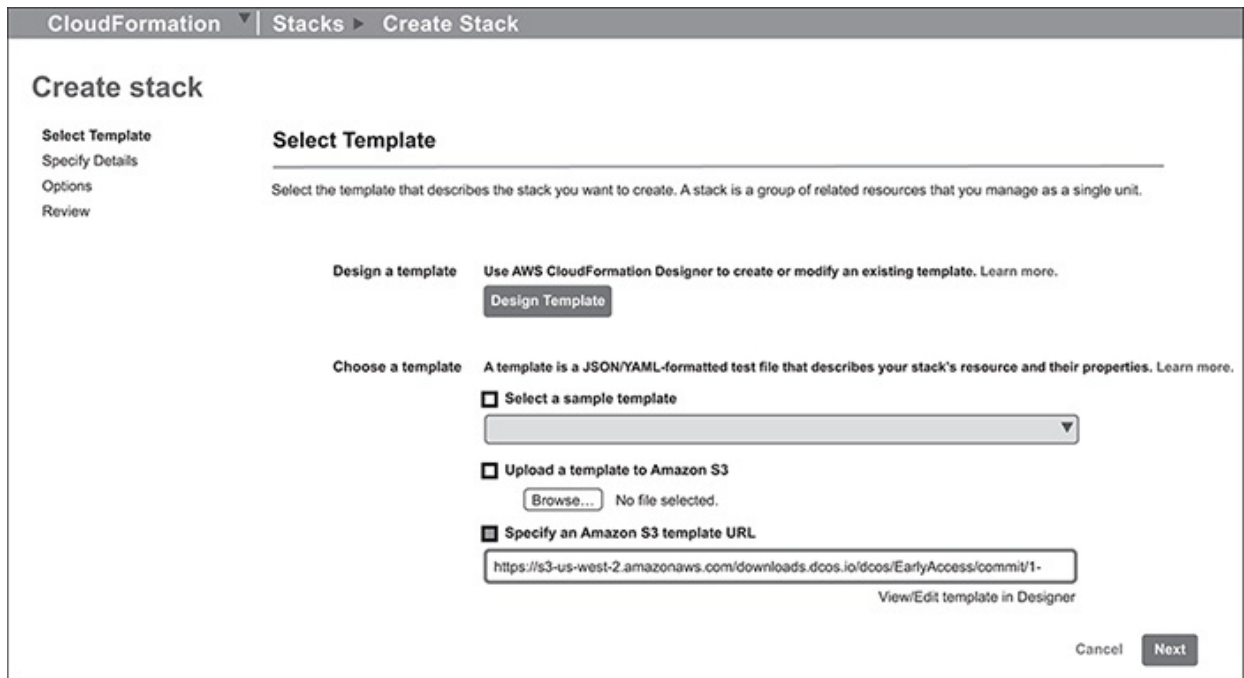 CloudFormation Stacks Create Stack
Create stack
Select Template
Specify Details
Options
Review
Select Template
Select the template that describes the stack you want to create. A stack is a group of related resources that you manage as a single unit.
Design a template
Use AWS CloudFormation Designer to create or modify an existing template. Learn more.
Design Template
Choose a template
A template is a JSON/YAML-formatted test file that describes your stack's resource and their properties. Learn more.
Select a sample template
Upload a template to Amazon S3
Browse... No file selected.
Specify an Amazon S3 template URL
https://s3-us-west-2.amazonaws.com/downloads.dcos.io/dcos/EarlyAccess/commit/1-
View/Edit template in Designer
Cancel Next